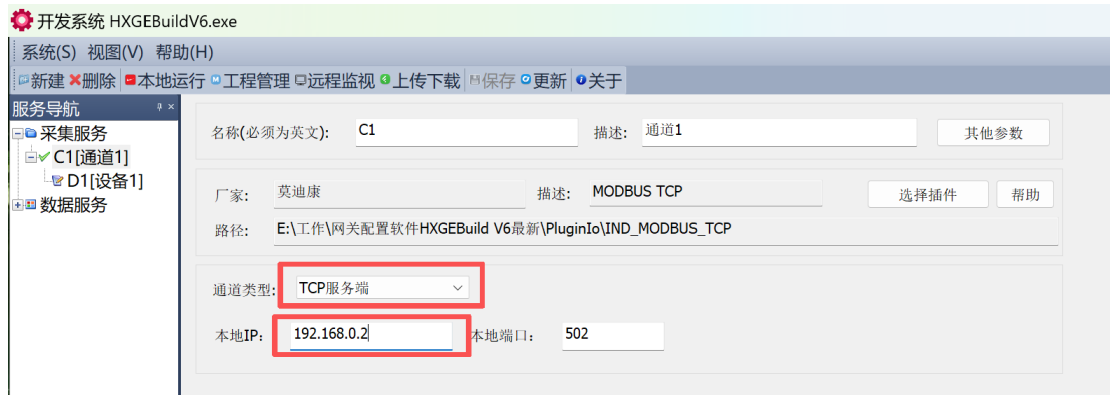 开发系统 HXGEBuildV6.exe
系统(S) 视图(V) 帮助(H)
新建 删除 本地运行 工程管理 远程监视 上传下载 保存 更新 关于
服务导航
采集服务
C1[通道1]
D1[设备1]
数据服务
名称(必须为英文): C1 描述: 通道1 其他参数
厂家: 莫迪康 描述: MODBUS TCP 选择插件 帮助
路径: E:\工作\网关配置软件HXGEBuild V6最新\PluginIo\IND_MODBUS_TCP
通道类型: TCP服务端
本地IP: 192.168.0.2 本地端口: 502